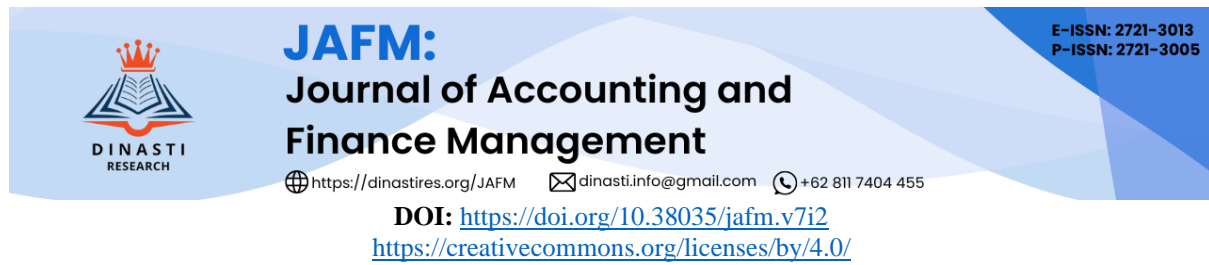 JAFM:
Journal of Accounting and
Finance Management
E-ISSN: 2721-3013
P-ISSN: 2721-3005
DINASTI
RESEARCH
https://dinastires.org/JAFM dinasti.info@gmail.com +62 811 7404 455
DOI: https://doi.org/10.38035/jafm.v7i2
https://creativecommons.org/licenses/by/4.0/